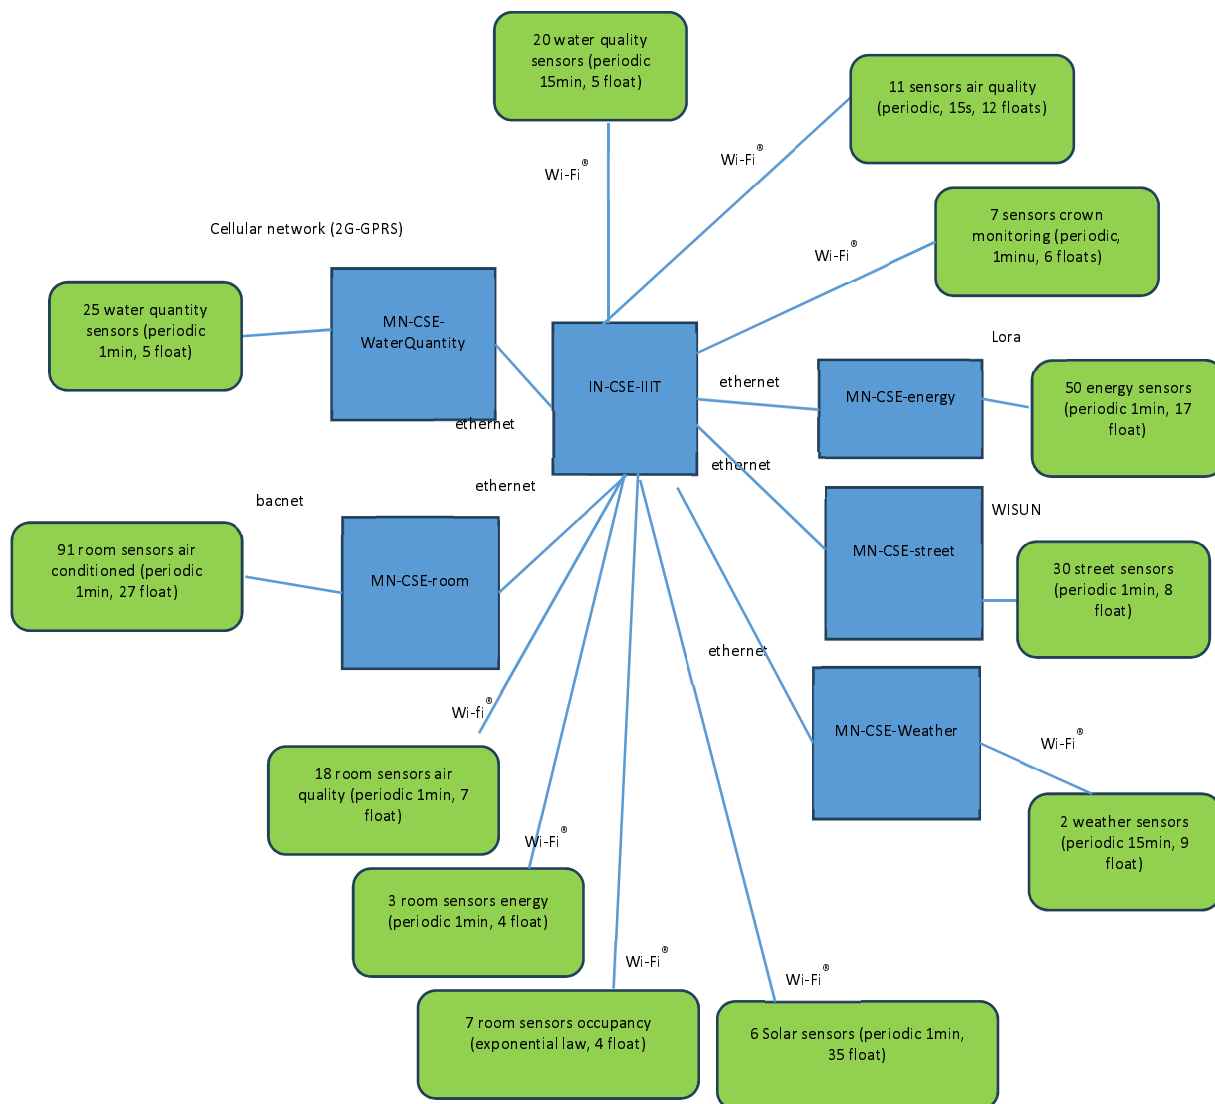 20 water quality
sensors (periodic
15min, 5 float)
11 sensors air quality
(periodic, 15s, 12 floats)
Wi-Fi®
Wi-Fi®
7 sensors crown
monitoring (periodic,
1minu, 6 floats)
Cellular network (2G-GPRS)
Wi-Fi®
25 water quantity
sensors (periodic
1min, 5 float)
MN-CSE-
WaterQuantity
IN-CSE-IIIT
Lora
ethernet
MN-CSE-energy
50 energy sensors
(periodic 1min, 17
float)
ethernet
ethernet
ethernet
bacnet
WISUN
91 room sensors air
conditioned (periodic
1min, 27 float)
MN-CSE-room
MN-CSE-street
30 street sensors
(periodic 1min, 8
float)
ethernet
Wi-fi®
MN-CSE-Weather
Wi-Fi®
18 room sensors air
quality (periodic 1min, 7
float)
2 weather sensors
(periodic 15min, 9
float)
Wi-Fi®
3 room sensors energy
(periodic 1min, 4 float)
Wi-Fi®
Wi-Fi®
7 room sensors occupancy
(exponential law, 4 float)
6 Solar sensors (periodic 1min,
35 float)